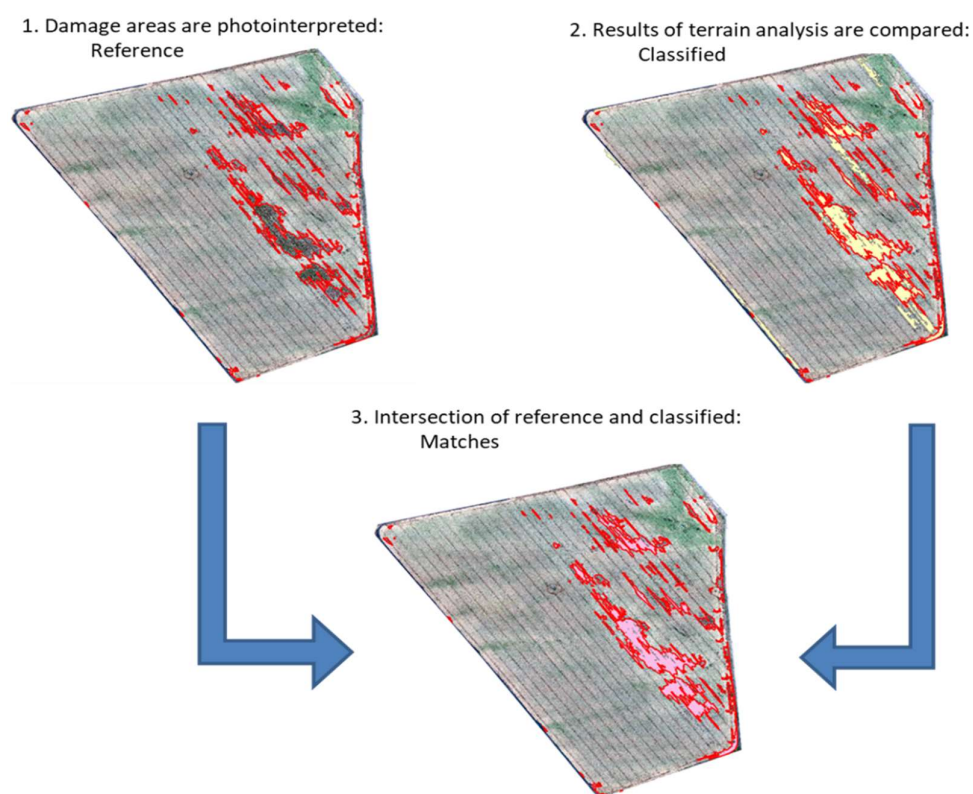 1. Damage areas are photointerpreted:
Reference
2. Results of terrain analysis are compared:
Classified
3. Intersection of reference and classified:
Matches